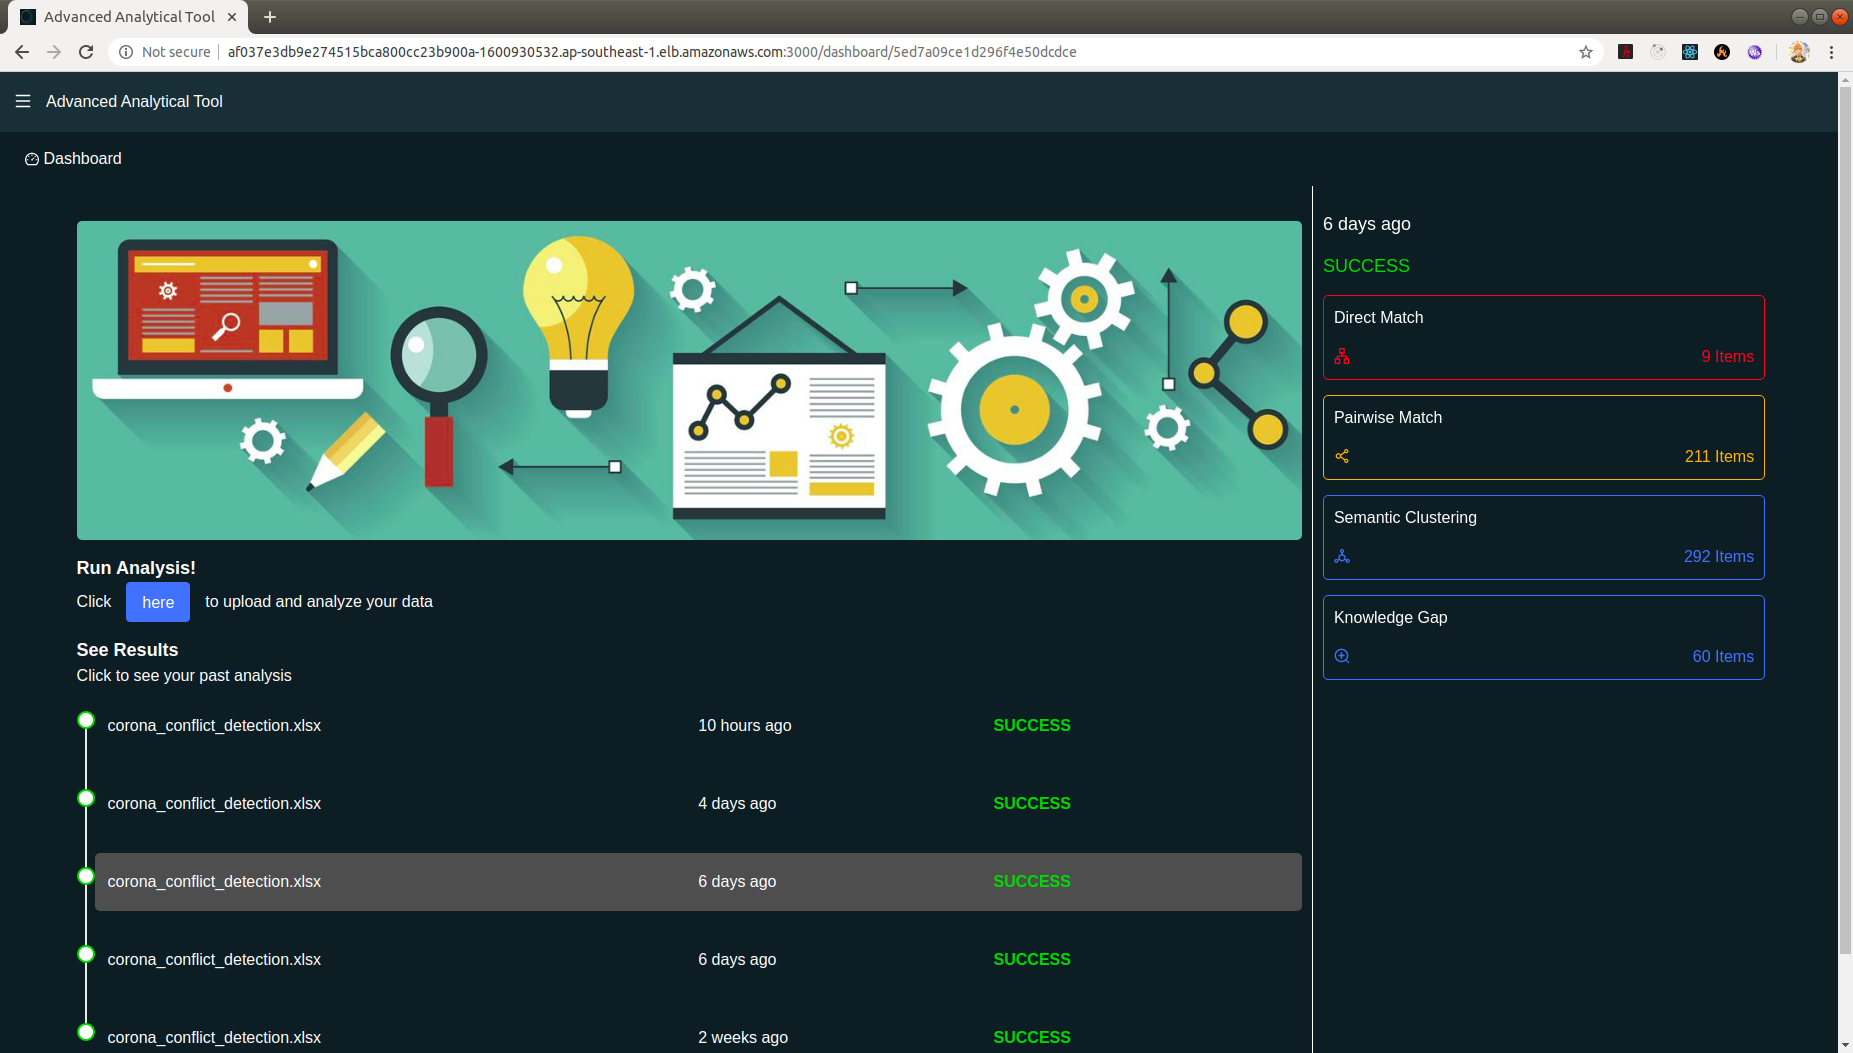 Advanced Analytical Tool
Not secure
af037e3db9e274515bca800cc23b900a-1600930532.ap-southeast-1.elb.amazonaws.com:3000/dashboard/5ed7a09ce1d296f4e50dcdce
Advanced Analytical Tool
Dashboard
Run Analysis!
Click here to upload and analyze your data
See Results
Click to see your past analysis
corona_conflict_detection.xlsx 10 hours ago SUCCESS
corona_conflict_detection.xlsx 4 days ago SUCCESS
corona_conflict_detection.xlsx 6 days ago SUCCESS
corona_conflict_detection.xlsx 6 days ago SUCCESS
corona_conflict_detection.xlsx 2 weeks ago SUCCESS
6 days ago
SUCCESS
Direct Match
9 Items
Pairwise Match
211 Items
Semantic Clustering
292 Items
Knowledge Gap
60 Items